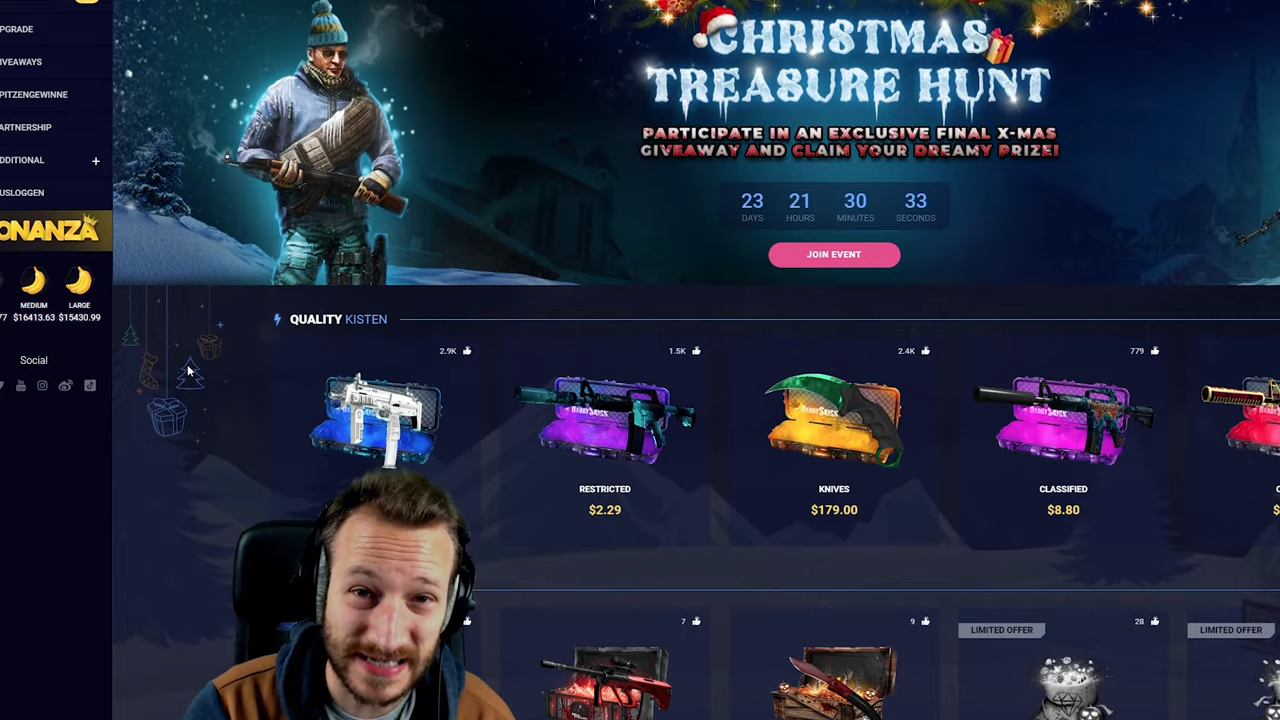 PGRADE
IVEAWAYS
PITZENGEWINNE
ARTNERSHIP
DDITIONAL +
USLOGGEN
ONANZA
MEDIUM LARGE
77 $16413.63 $15430.99
Social
CHRISTMAS
TREASURE HUNT
PARTICIPATE IN AN EXCLUSIVE FINAL X-MAS
GIVEAWAY AND CLAIM YOUR DREAMY PRIZE!
23 21 30 33
DAYS HOURS MINUTES SECONDS
JOIN EVENT
QUALITY KISTEN
2.9K 1.5K 2.4K 779
DADDYSKINS
RESTRICTED KNIVES CLASSIFIED
$2.29 $179.00 $8.80 $
7 9 28
LIMITED OFFER LIMITED OFFER